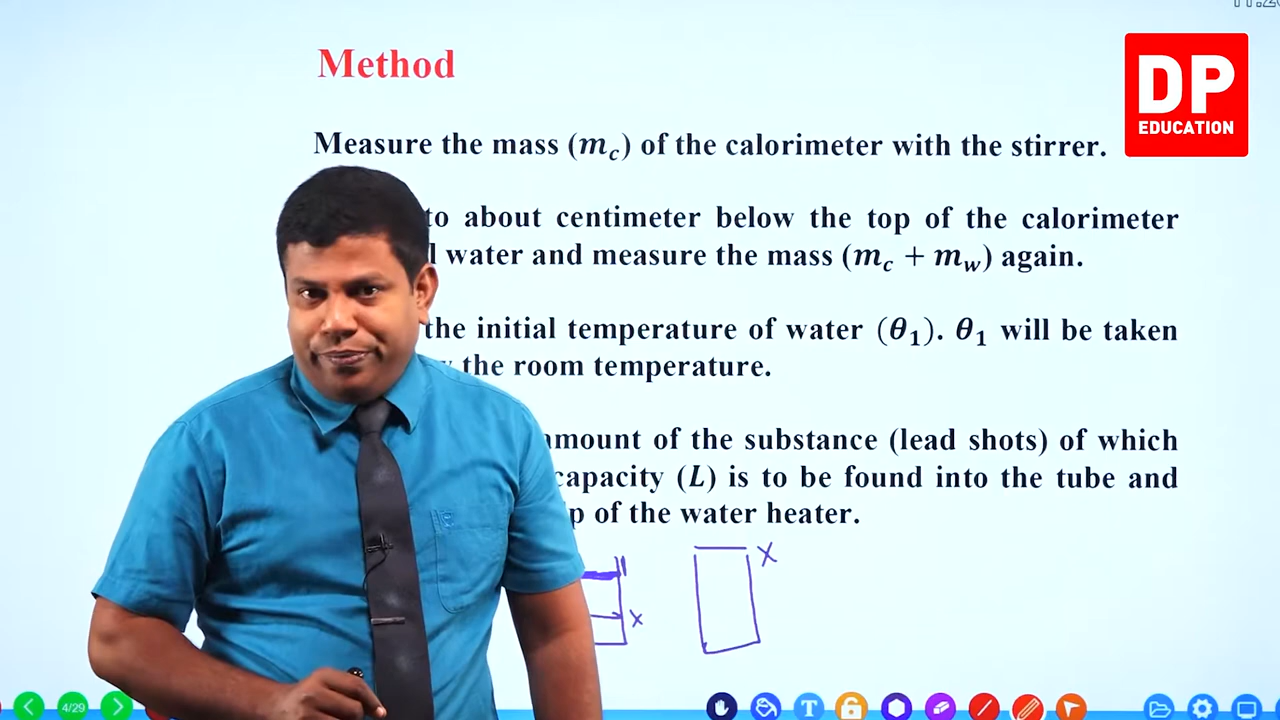 Method
DP
EDUCATION
Measure the mass (m_c) of the calorimeter with the stirrer.
to about centimeter below the top of the calorimeter
water and measure the mass (m_c + m_w) again.
the initial temperature of water (θ_1). θ_1 will be taken
the room temperature.
amount of the substance (lead shots) of which
capacity (L) is to be found into the tube and
of the water heater.
X
X
4/29
T